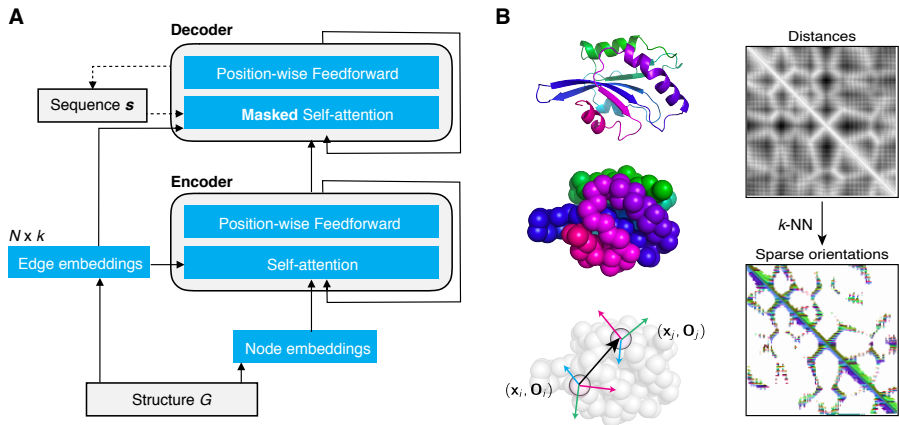 A
Decoder
Position-wise Feedforward
Masked Self-attention
Sequence s
Encoder
Position-wise Feedforward
Self-attention
N x k
Edge embeddings
Node embeddings
Structure G
B
Distances
k-NN
Sparse orientations
(xⱼ, Oⱼ)
(xᵢ, Oᵢ)